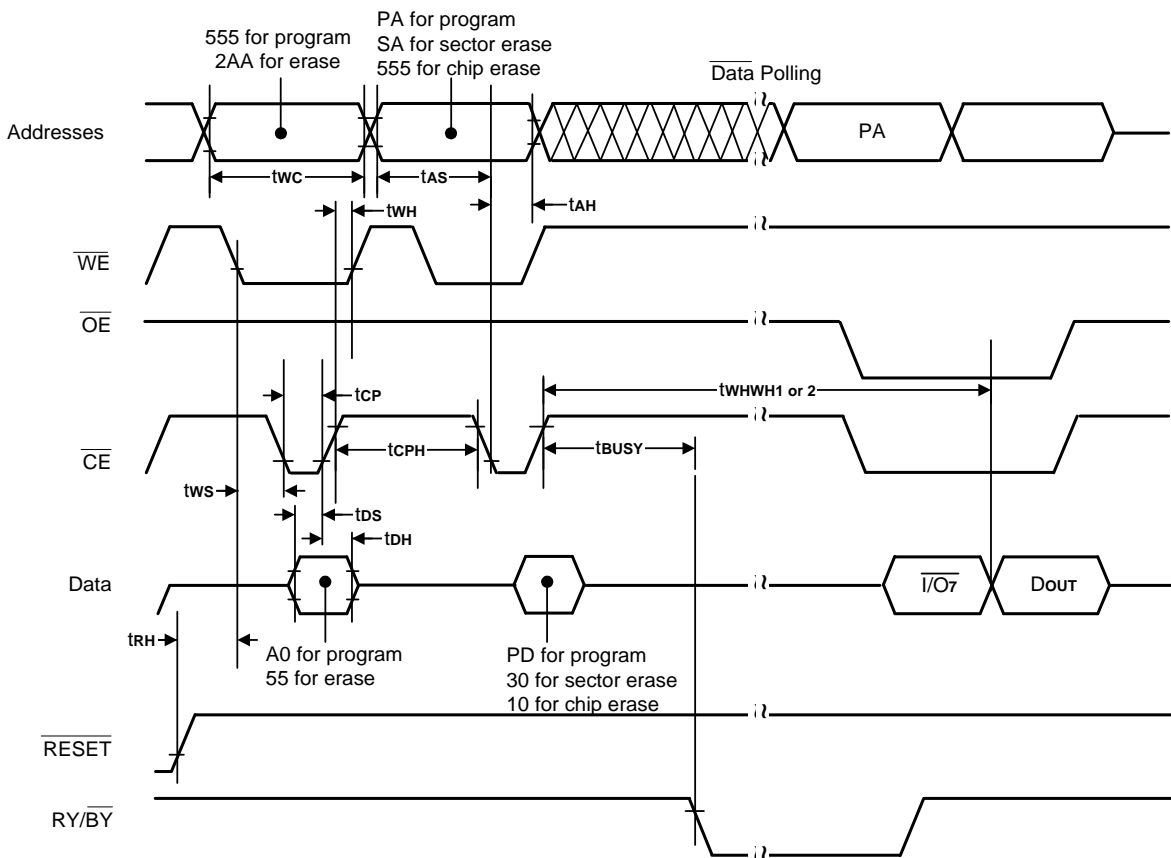 555 for program
2AA for erase
PA for program
SA for sector erase
555 for chip erase
Data Polling
Addresses
PA
tWC
tAS
tAH
tWH
WE
OE
tWHWH1 or 2
tCP
CE
tCPH
tBUSY
tWS
tDS
tDH
Data
I/O7
DOUT
tRH
A0 for program
55 for erase
PD for program
30 for sector erase
10 for chip erase
RESET
RY/BY